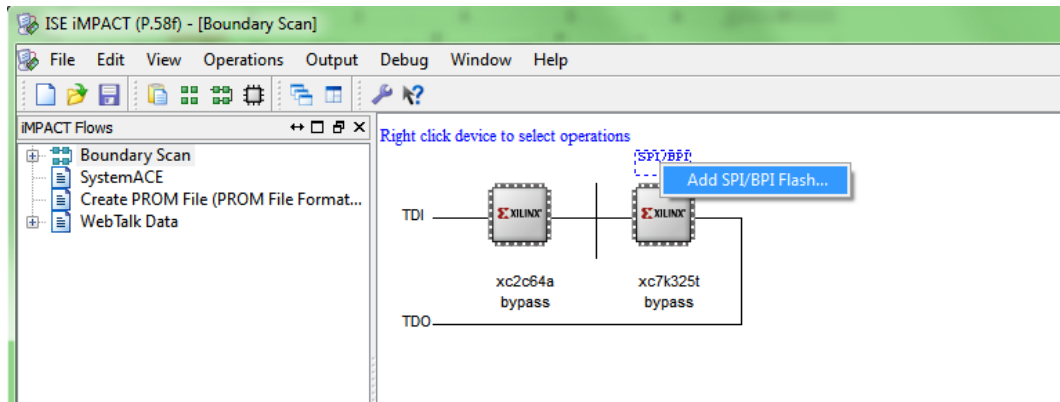 ISE iMPACT (P.58f) - [Boundary Scan]
File Edit View Operations Output Debug Window Help
iMPACT Flows
Boundary Scan
SystemACE
Create PROM File (PROM File Format...
WebTalk Data
Right click device to select operations
SPI/BPI
Add SPI/BPI Flash...
TDI
XILINX
XILINX
xc2c64a
bypass
xc7k325t
bypass
TDO